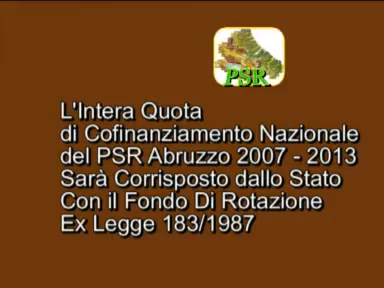 PSR
L'Intera Quota
di Cofinanziamento Nazionale
del PSR Abruzzo 2007 - 2013
Sarà Corrisposto dallo Stato
Con il Fondo Di Rotazione
Ex Legge 183/1987